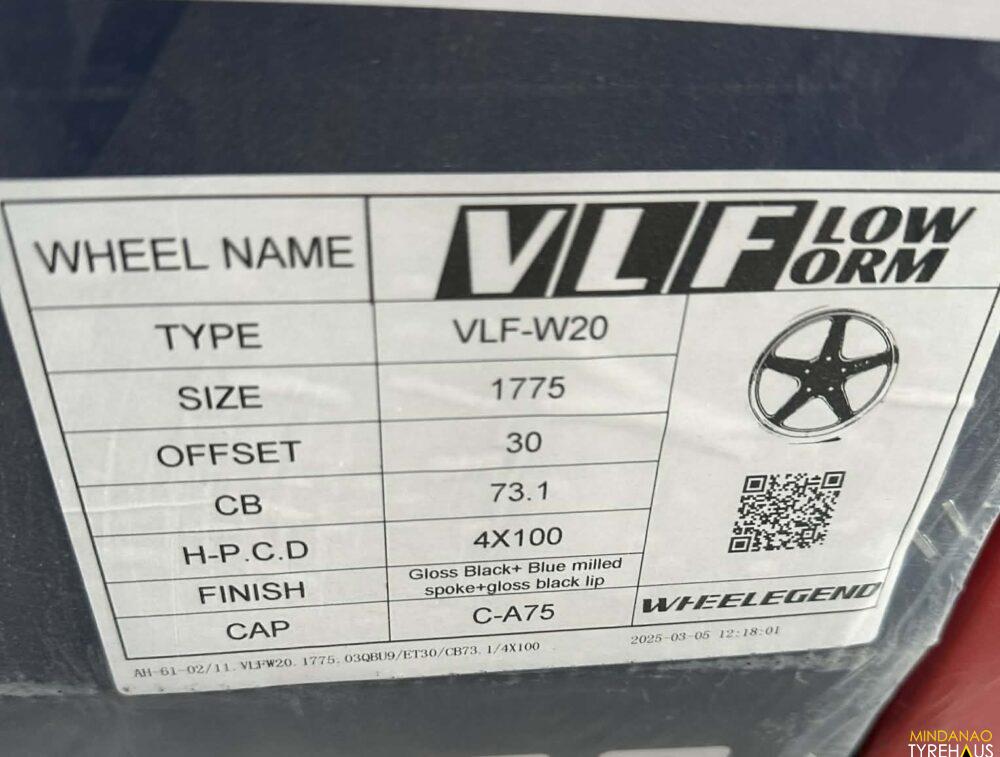 WHEEL NAME VLF LOW FORM
TYPE VLF-W20
SIZE 1775
OFFSET 30
CB 73.1
H-P.C.D 4X100
FINISH Gloss Black+ Blue milled
spoke+gloss black lip
CAP C-A75
WHEELEGEND
AH-61-02/11.VLFW20.1775.03QBU9/ET30/CB73.1/4X100 2025-03-05 12:18:01
MINDANAO
TYREHAUS